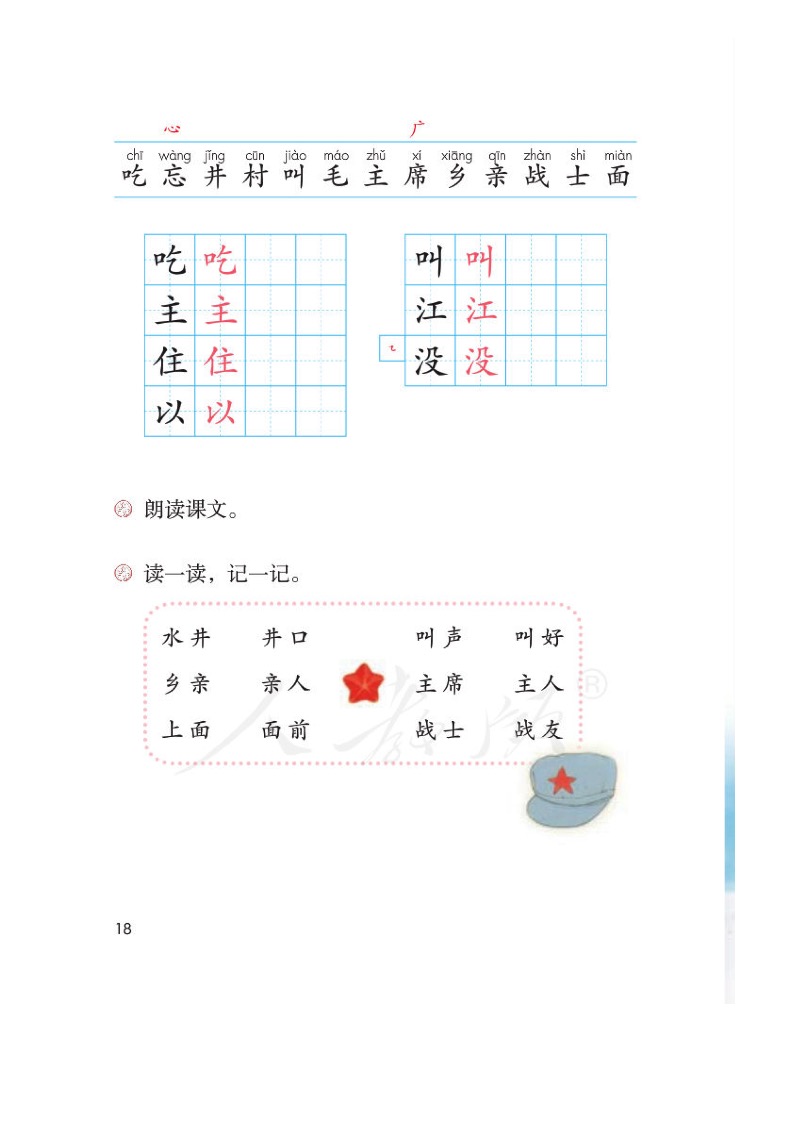 心 广
chī wàng jǐng cūn jiào máo zhǔ xí xiāng qīn zhàn shì miàn
吃 忘 井 村 叫 毛 主 席 乡 亲 战 士 面
吃 吃
主 主
住 住
以 以
叫 叫
江 江
㇈ 没 没
朗读课文。
读一读，记一记。
水井 井口 叫声 叫好
乡亲 亲人 主席 主人
上面 面前 战士 战友
人教版®
18